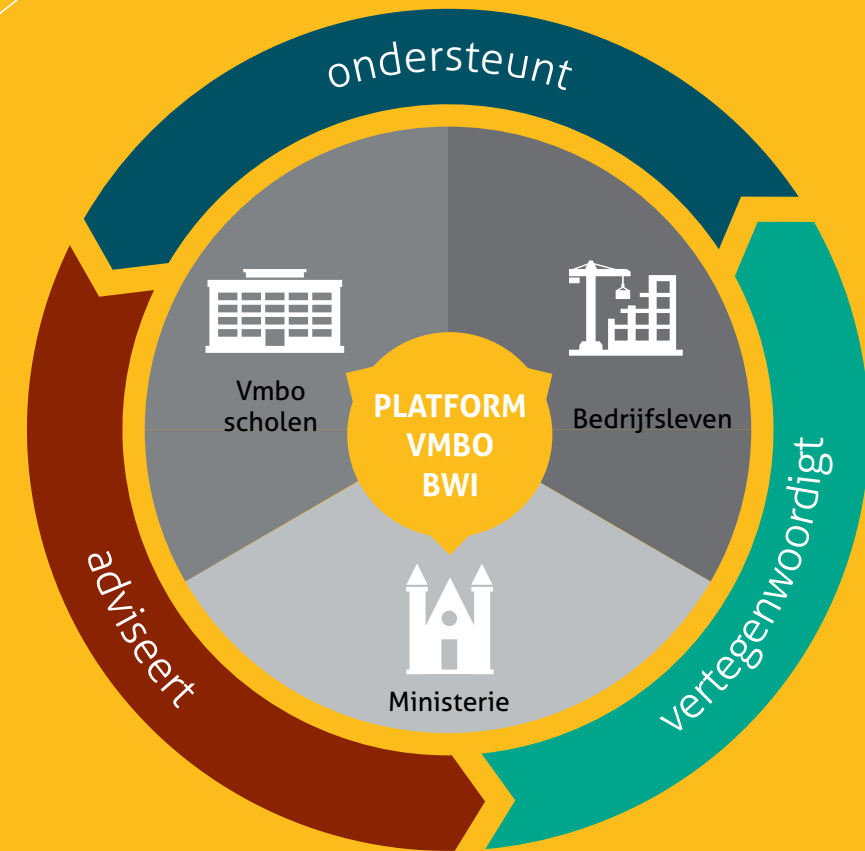 ondersteunt
Vmbo
scholen
PLATFORM
VMBO
BWI
Bedrijfsleven
vertegenwoordigt
adviseert
Ministerie